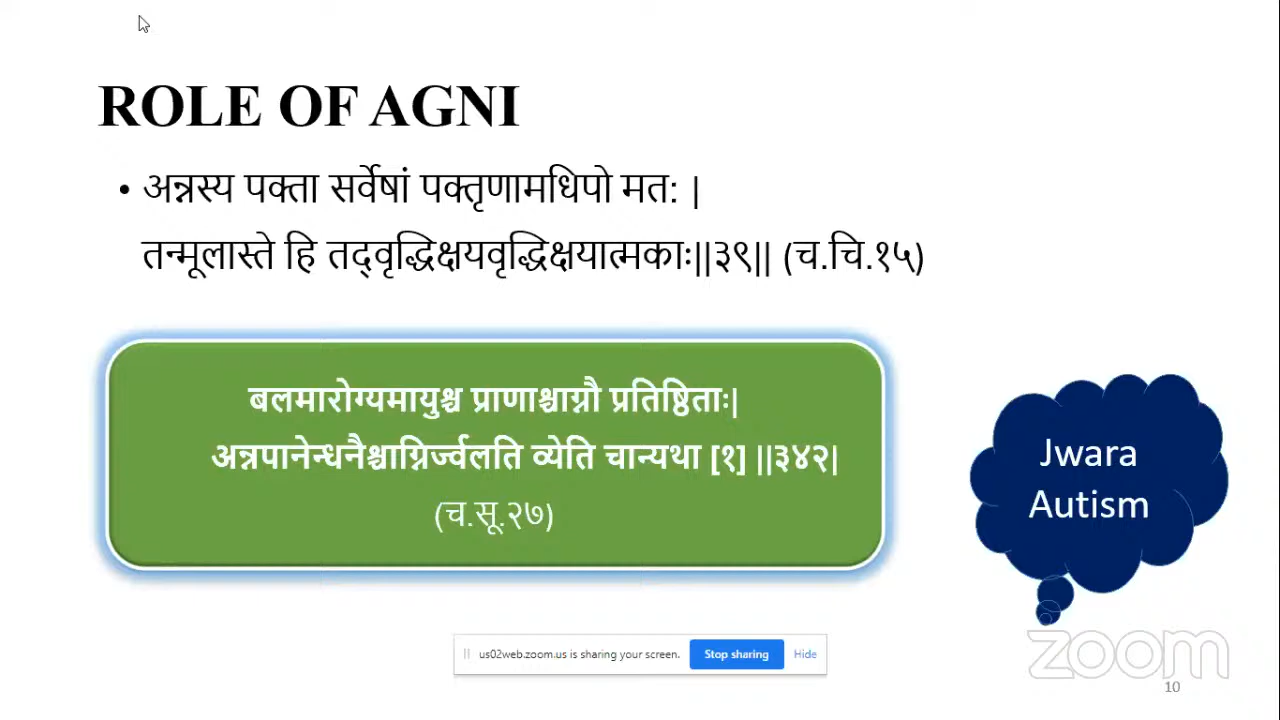 ROLE OF AGNI
• अन्नस्य पक्ता सर्वेषां पक्तृणामधिपो मत: |
तन्मूलास्ते हि तद्वृद्धिक्षयवृद्धिक्षयात्मकाः||३९|| (च.चि.१५)
बलमारोग्यमायुश्च प्राणाश्चाग्नौ प्रतिष्ठिताः|
अन्नपानेन्धनैश्चाग्निर्ज्वलति व्येति चान्यथा [१] ||३४२|
(च.सू.२७)
Jwara
Autism
us02web.zoom.us is sharing your screen. Stop sharing Hide
zoom
10